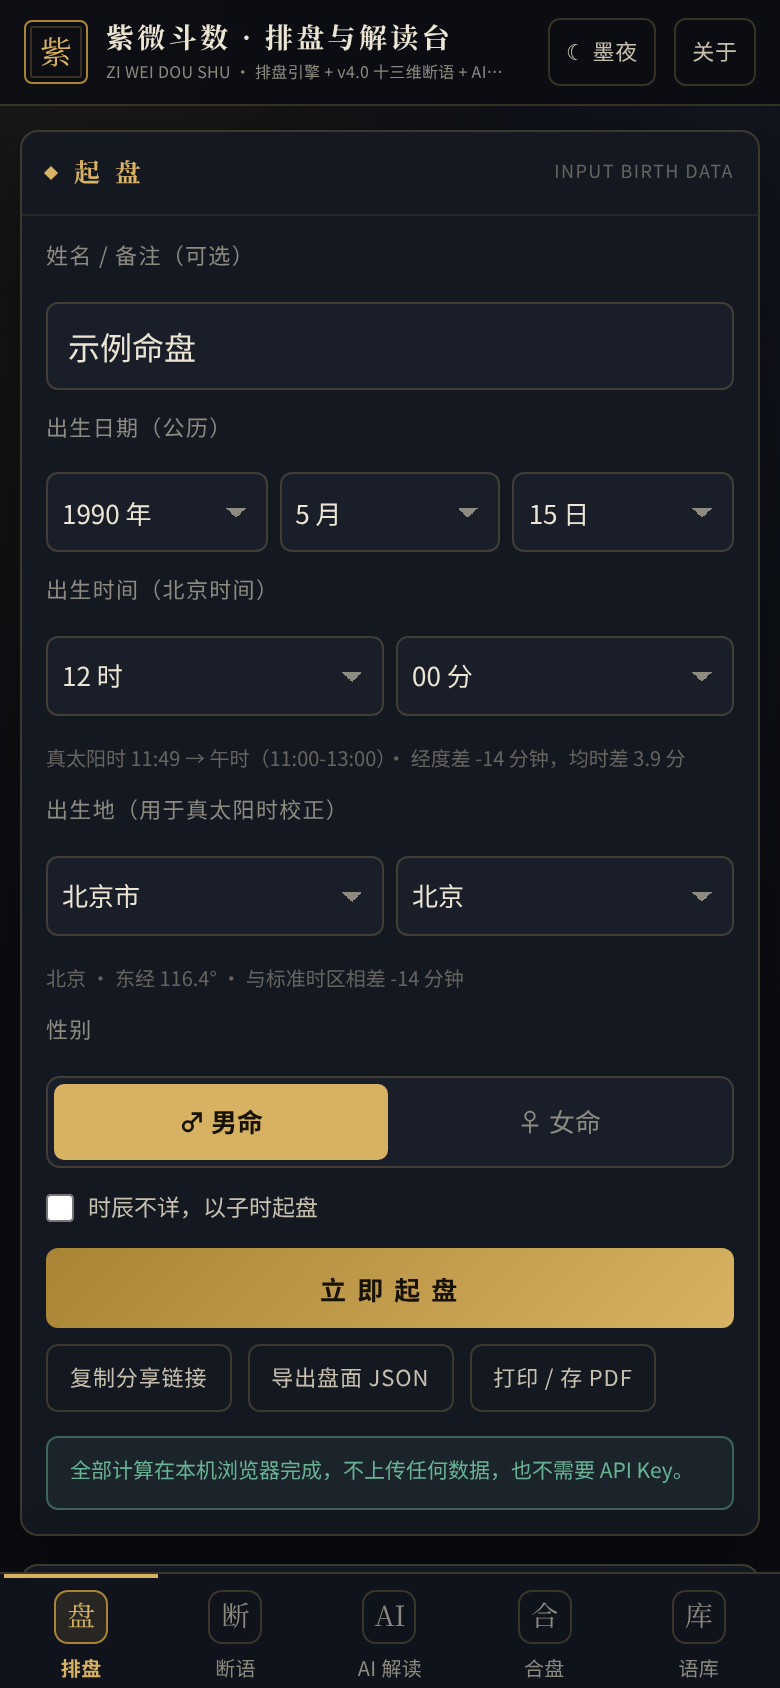 紫
紫微斗数 · 排盘与解读台
ZI WEI DOU SHU · 排盘引擎 + v4.0 十三维断语 + AI…
☾ 墨夜
关于
◆ 起盘
INPUT BIRTH DATA
姓名 / 备注（可选）
示例命盘
出生日期（公历）
1990 年
5 月
15 日
出生时间（北京时间）
12 时
00 分
真太阳时 11:49 → 午时（11:00-13:00）· 经度差 -14 分钟，均时差 3.9 分
出生地（用于真太阳时校正）
北京市
北京
北京 · 东经 116.4° · 与标准时区相差 -14 分钟
性别
♂ 男命
♀ 女命
时辰不详，以子时起盘
立即起盘
复制分享链接
导出盘面 JSON
打印 / 存 PDF
全部计算在本机浏览器完成，不上传任何数据，也不需要 API Key。
盘
断
AI
合
库
排盘
断语
AI 解读
合盘
语库